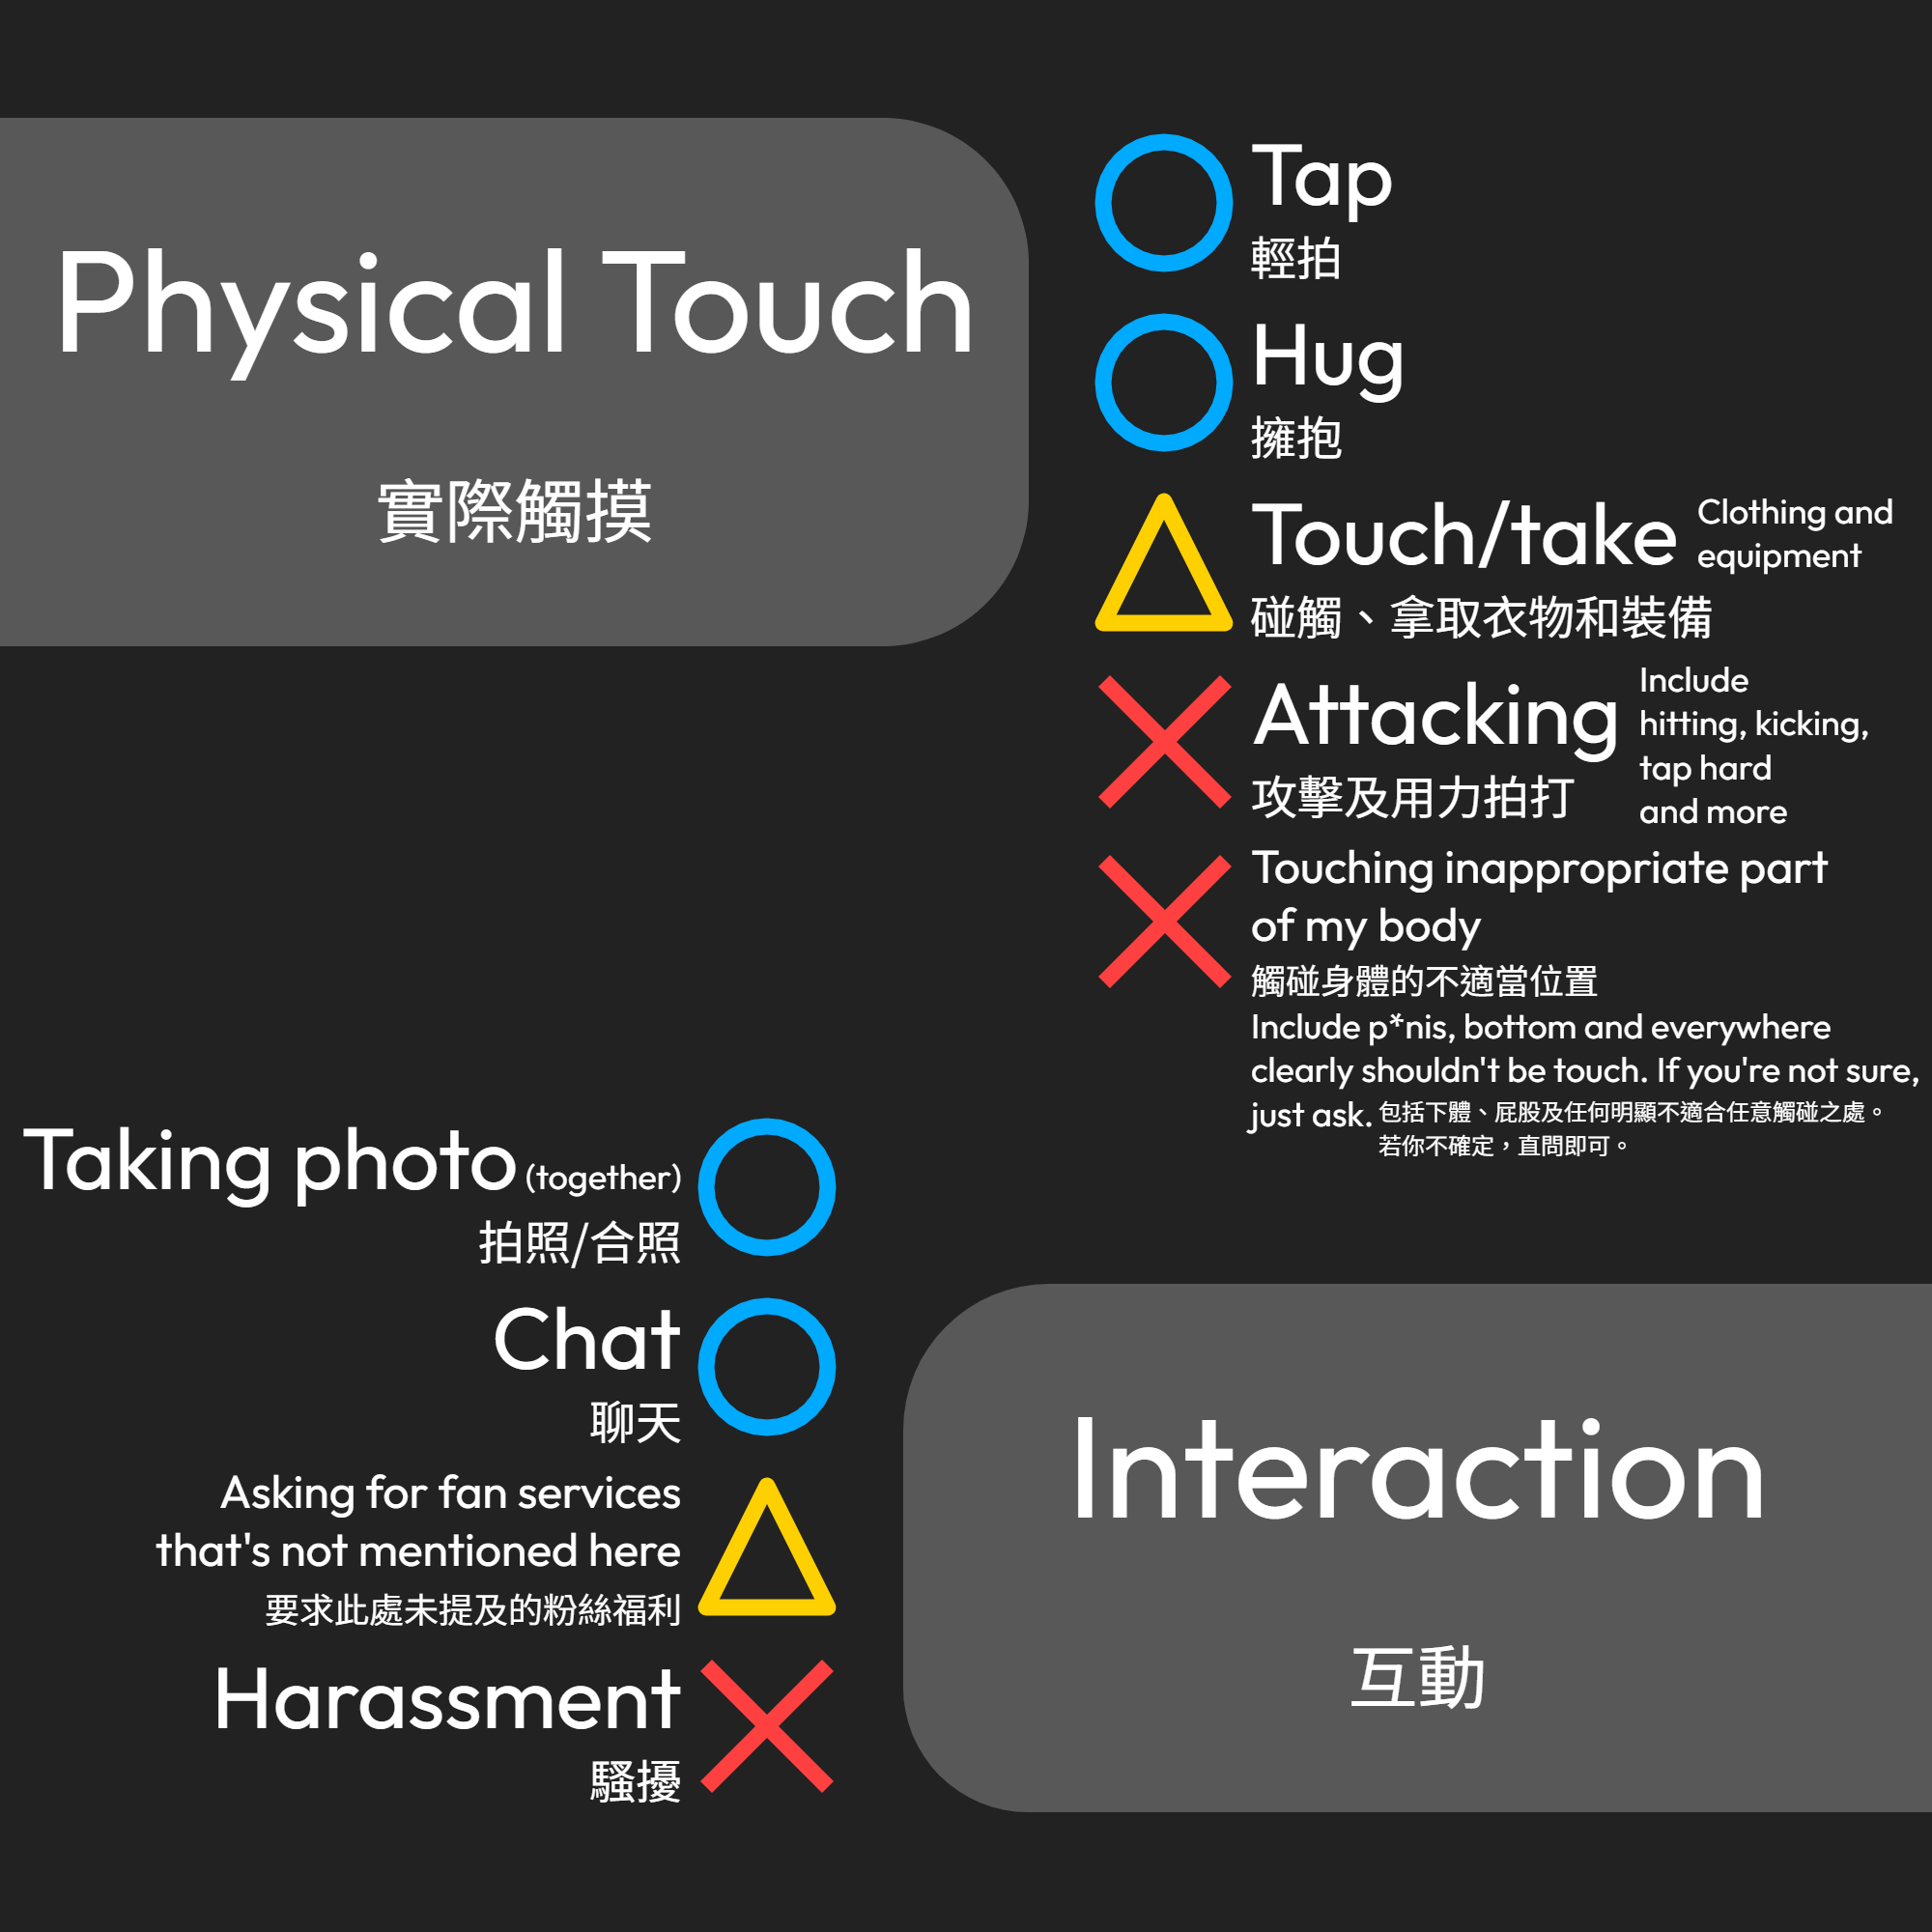 Physical Touch
實際觸摸
Tap
輕拍
Hug
擁抱
Touch/take Clothing and
equipment
碰觸、拿取衣物和裝備
Attacking
攻擊及用力拍打
Include
hitting, kicking,
tap hard
and more
Touching inappropriate part
of my body
觸碰身體的不適當位置
Include p*nis, bottom and everywhere
clearly shouldn't be touch. If you're not sure,
just ask. 包括下體、屁股及任何明顯不適合任意觸碰之處。
若你不確定，直問即可。
Taking photo (together)
拍照/合照
Chat
聊天
Asking for fan services
that's not mentioned here
要求此處未提及的粉絲福利
Harassment
騷擾
Interaction
互動